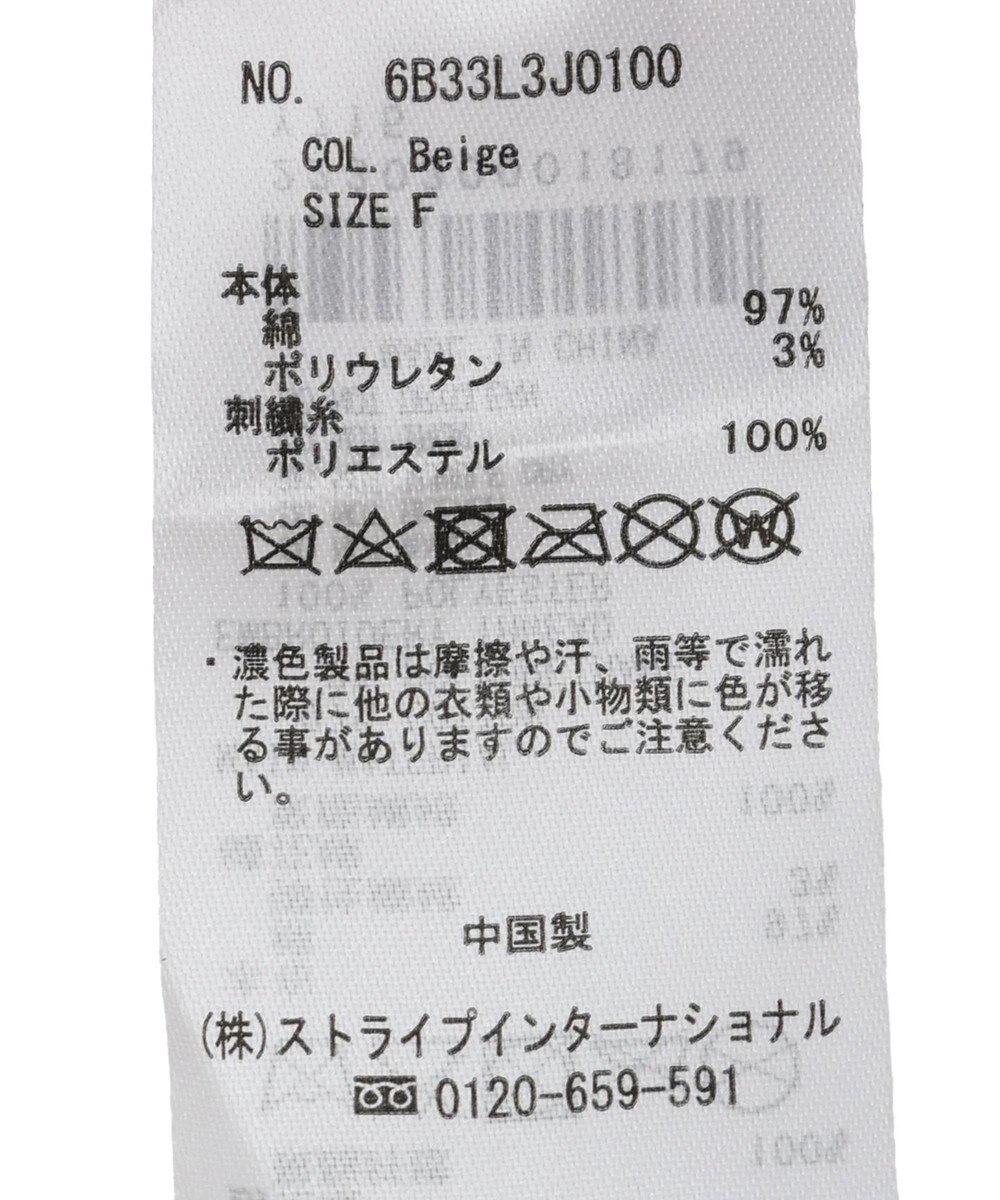 NO. 6B33L3J0100
COL. Beige
SIZE F
本体
綿 97%
ポリウレタン 3%
刺繍糸
ポリエステル 100%
W
・濃色製品は摩擦や汗、雨等で濡れ
た際に他の衣類や小物類に色が移
る事がありますのでご注意くださ
い。
中国製
(株)ストライプインターナショナル
0120-659-591